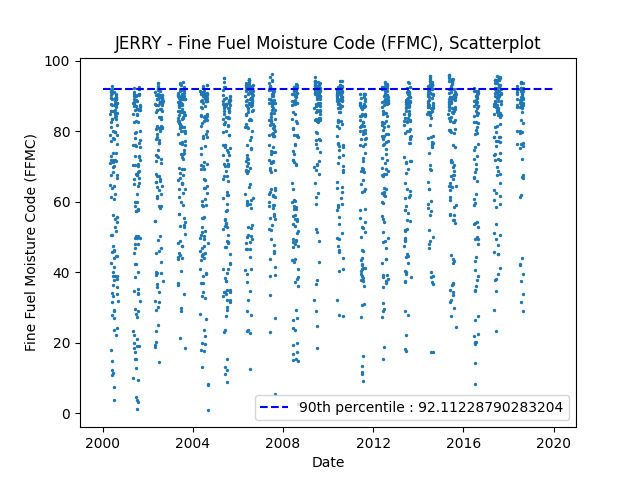 JERRY - Fine Fuel Moisture Code (FFMC), Scatterplot
100
80
60
40
20
0
Fine Fuel Moisture Code (FFMC)
2000 2004 2008 2012 2016 2020
Date
90th percentile : 92.11228790283204